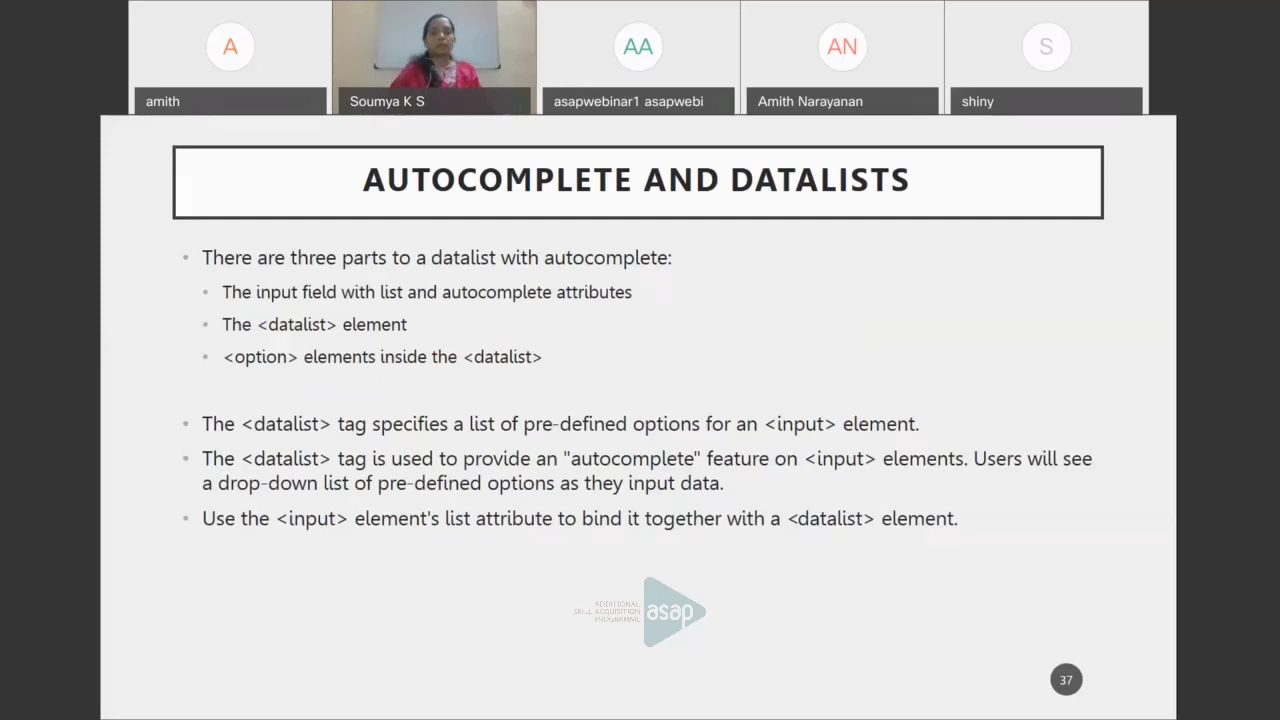 A
AA
AN
S
amith
Soumya K S
asapwebinar1 asapwebi
Amith Narayanan
shiny
AUTOCOMPLETE AND DATALISTS
• There are three parts to a datalist with autocomplete:
• The input field with list and autocomplete attributes
• The <datalist> element
• <option> elements inside the <datalist>
• The <datalist> tag specifies a list of pre-defined options for an <input> element.
• The <datalist> tag is used to provide an "autocomplete" feature on <input> elements. Users will see
a drop-down list of pre-defined options as they input data.
• Use the <input> element's list attribute to bind it together with a <datalist> element.
ADDITIONAL
SKILL ACQUISITION
PROGRAMME
asap
37